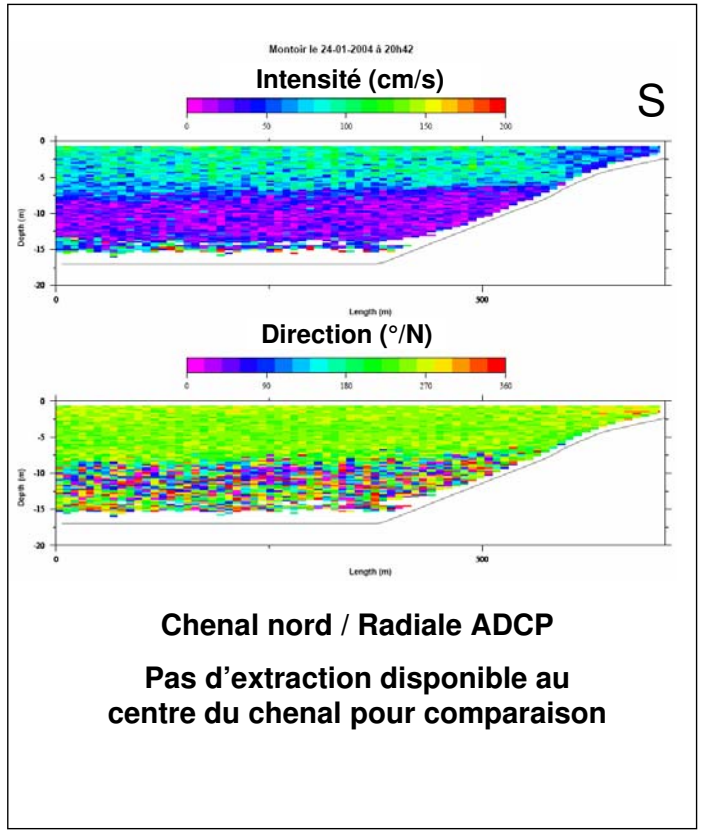 Montoir le 24-01-2004 à 20h42
Intensité (cm/s)
S
0 50 100 150 200
0
-5
-10
-15
-20
Depth (m)
0 500
Length (m)
Direction (°/N)
0 90 180 270 360
0
-5
-10
-15
-20
Depth (m)
0 500
Length (m)
Chenal nord / Radiale ADCP
Pas d’extraction disponible au
centre du chenal pour comparaison